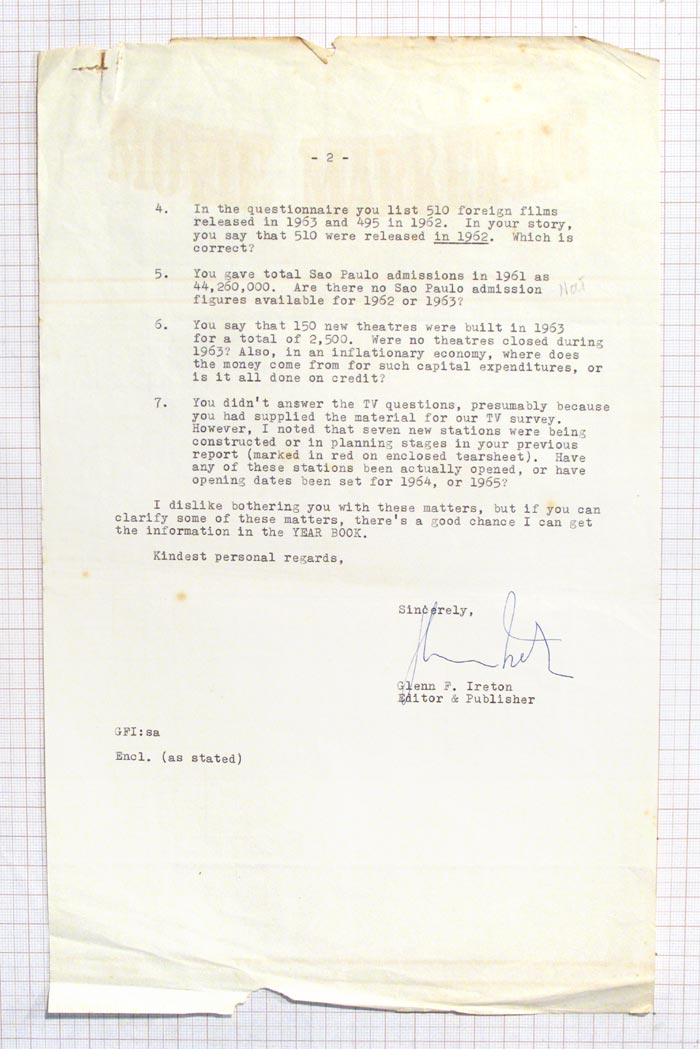 - 2 -
4. In the questionnaire you list 510 foreign films
released in 1963 and 495 in 1962. In your story,
you say that 510 were released in 1962. Which is
correct?
5. You gave total Sao Paulo admissions in 1961 as
44,260,000. Are there no Sao Paulo admission
figures available for 1962 or 1963?
6. You say that 150 new theatres were built in 1963
for a total of 2,500. Were no theatres closed during
1963? Also, in an inflationary economy, where does
the money come from for such capital expenditures, or
is it all done on credit?
7. You didn't answer the TV questions, presumably because
you had supplied the material for our TV survey.
However, I noted that seven new stations were being
constructed or in planning stages in your previous
report (marked in red on enclosed tearsheet). Have
any of these stations been actually opened, or have
opening dates been set for 1964, or 1965?
I dislike bothering you with these matters, but if you can
clarify some of these matters, there's a good chance I can get
the information in the YEAR BOOK.
Kindest personal regards,
Sincerely,
Glenn F. Ireton
Editor & Publisher
GFI:sa
Encl. (as stated)